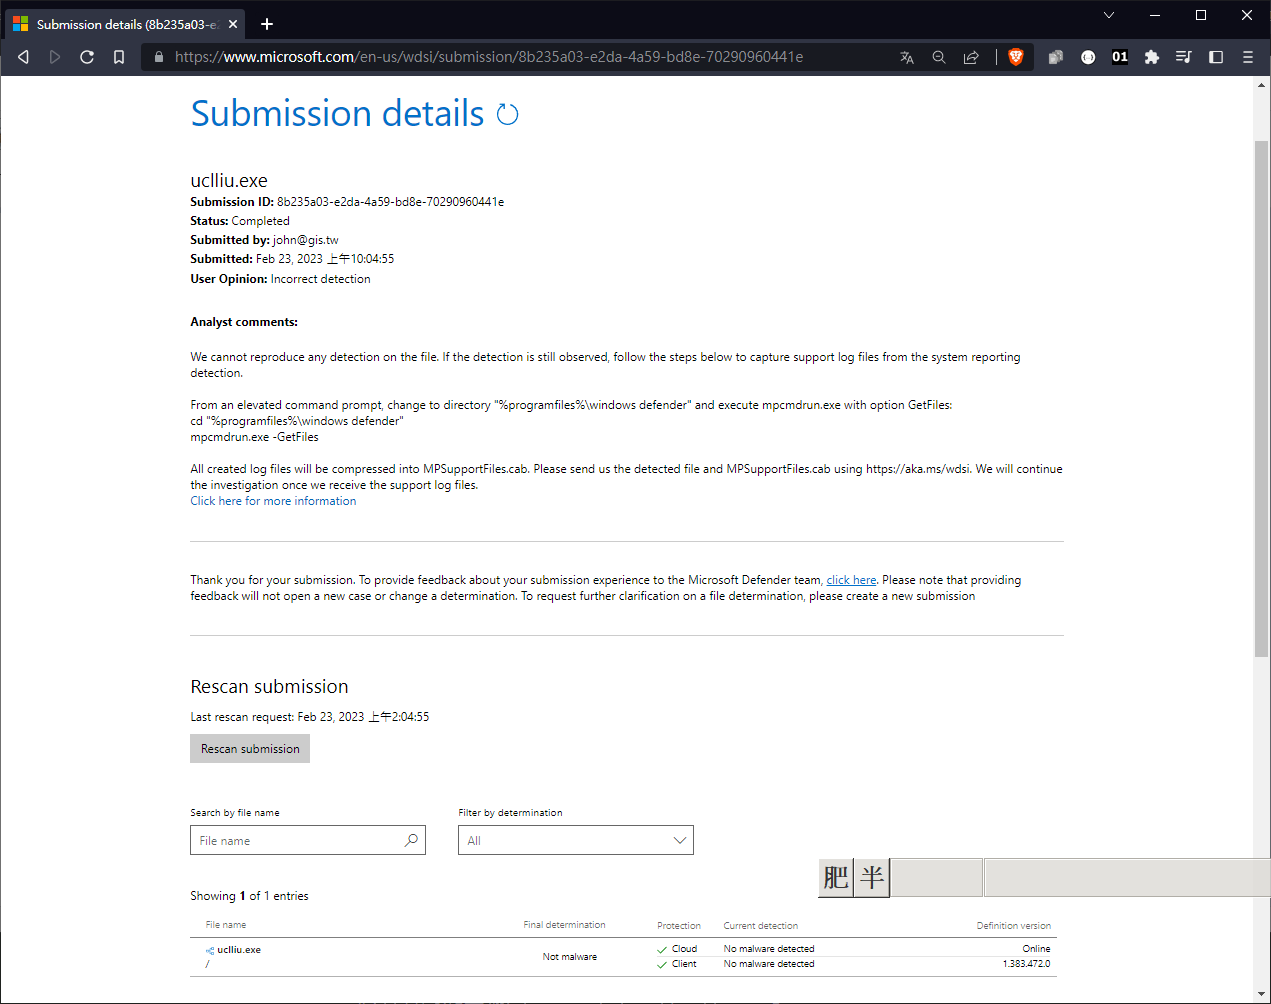 Submission details (8b235a03-e2
https://www.microsoft.com/en-us/wdsi/submission/8b235a03-e2da-4a59-bd8e-70290960441e
01
Submission details
uclliu.exe
Submission ID: 8b235a03-e2da-4a59-bd8e-70290960441e
Status: Completed
Submitted by: john@gis.tw
Submitted: Feb 23, 2023 上午10:04:55
User Opinion: Incorrect detection
Analyst comments:
We cannot reproduce any detection on the file. If the detection is still observed, follow the steps below to capture support log files from the system reporting
detection.
From an elevated command prompt, change to directory "%programfiles%\windows defender" and execute mpcmdrun.exe with option GetFiles:
cd "%programfiles%\windows defender"
mpcmdrun.exe -GetFiles
All created log files will be compressed into MPSupportFiles.cab. Please send us the detected file and MPSupportFiles.cab using https://aka.ms/wdsi. We will continue
the investigation once we receive the support log files.
Click here for more information
Thank you for your submission. To provide feedback about your submission experience to the Microsoft Defender team, click here. Please note that providing
feedback will not open a new case or change a determination. To request further clarification on a file determination, please create a new submission
Rescan submission
Last rescan request: Feb 23, 2023 上午2:04:55
Rescan submission
Search by file name
Filter by determination
File name
All
肥 半
Showing 1 of 1 entries
File name Final determination Protection Current detection Definition version
uclliu.exe
/
Not malware
Cloud No malware detected Online
Client No malware detected 1.383.472.0